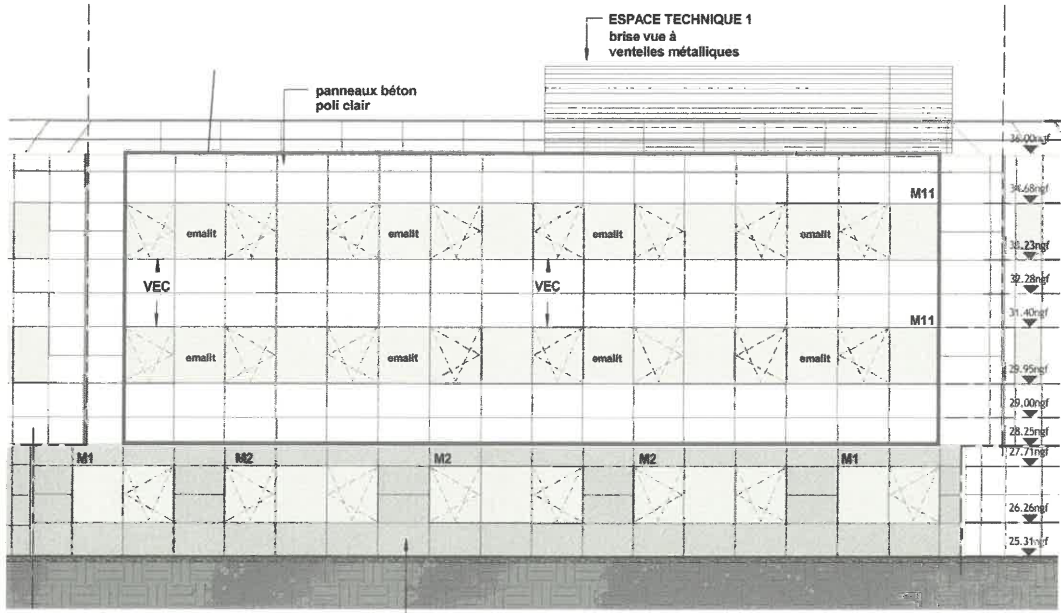 ESPACE TECHNIQUE 1
brise vue à
ventelles métalliques
panneaux béton
poli clair
36.00ngf
34.68ngf
M11
emalit
emalit
emalit
emalit
33.23ngf
VEC
VEC
32.28ngf
31.40ngf
M11
emalit
emalit
emalit
emalit
29.95ngf
29.00ngf
28.25ngf
M1
M2
M2
M2
M1
27.71ngf
26.26ngf
25.31ngf